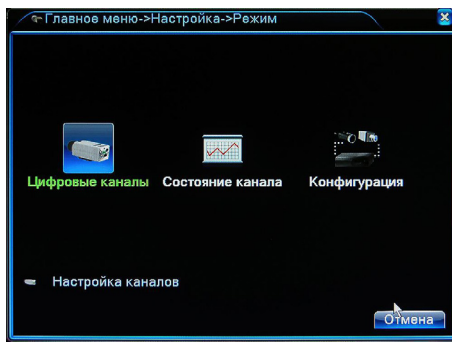 Главное меню->Настройка->Режим
Цифровые каналы
Состояние канала
Конфигурация
Настройка каналов
Отмена